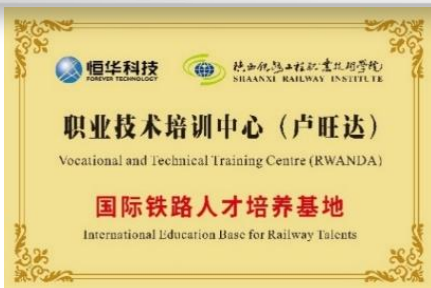 恒华科技
FOREVER TECHNOLOGY
陕西铁路工程职业技术学院
SHAANXI RAILWAY INSTITUTE
职业技术培训中心（卢旺达）
Vocational and Technical Training Centre (RWANDA)
国际铁路人才培养基地
International Education Base for Railway Talents